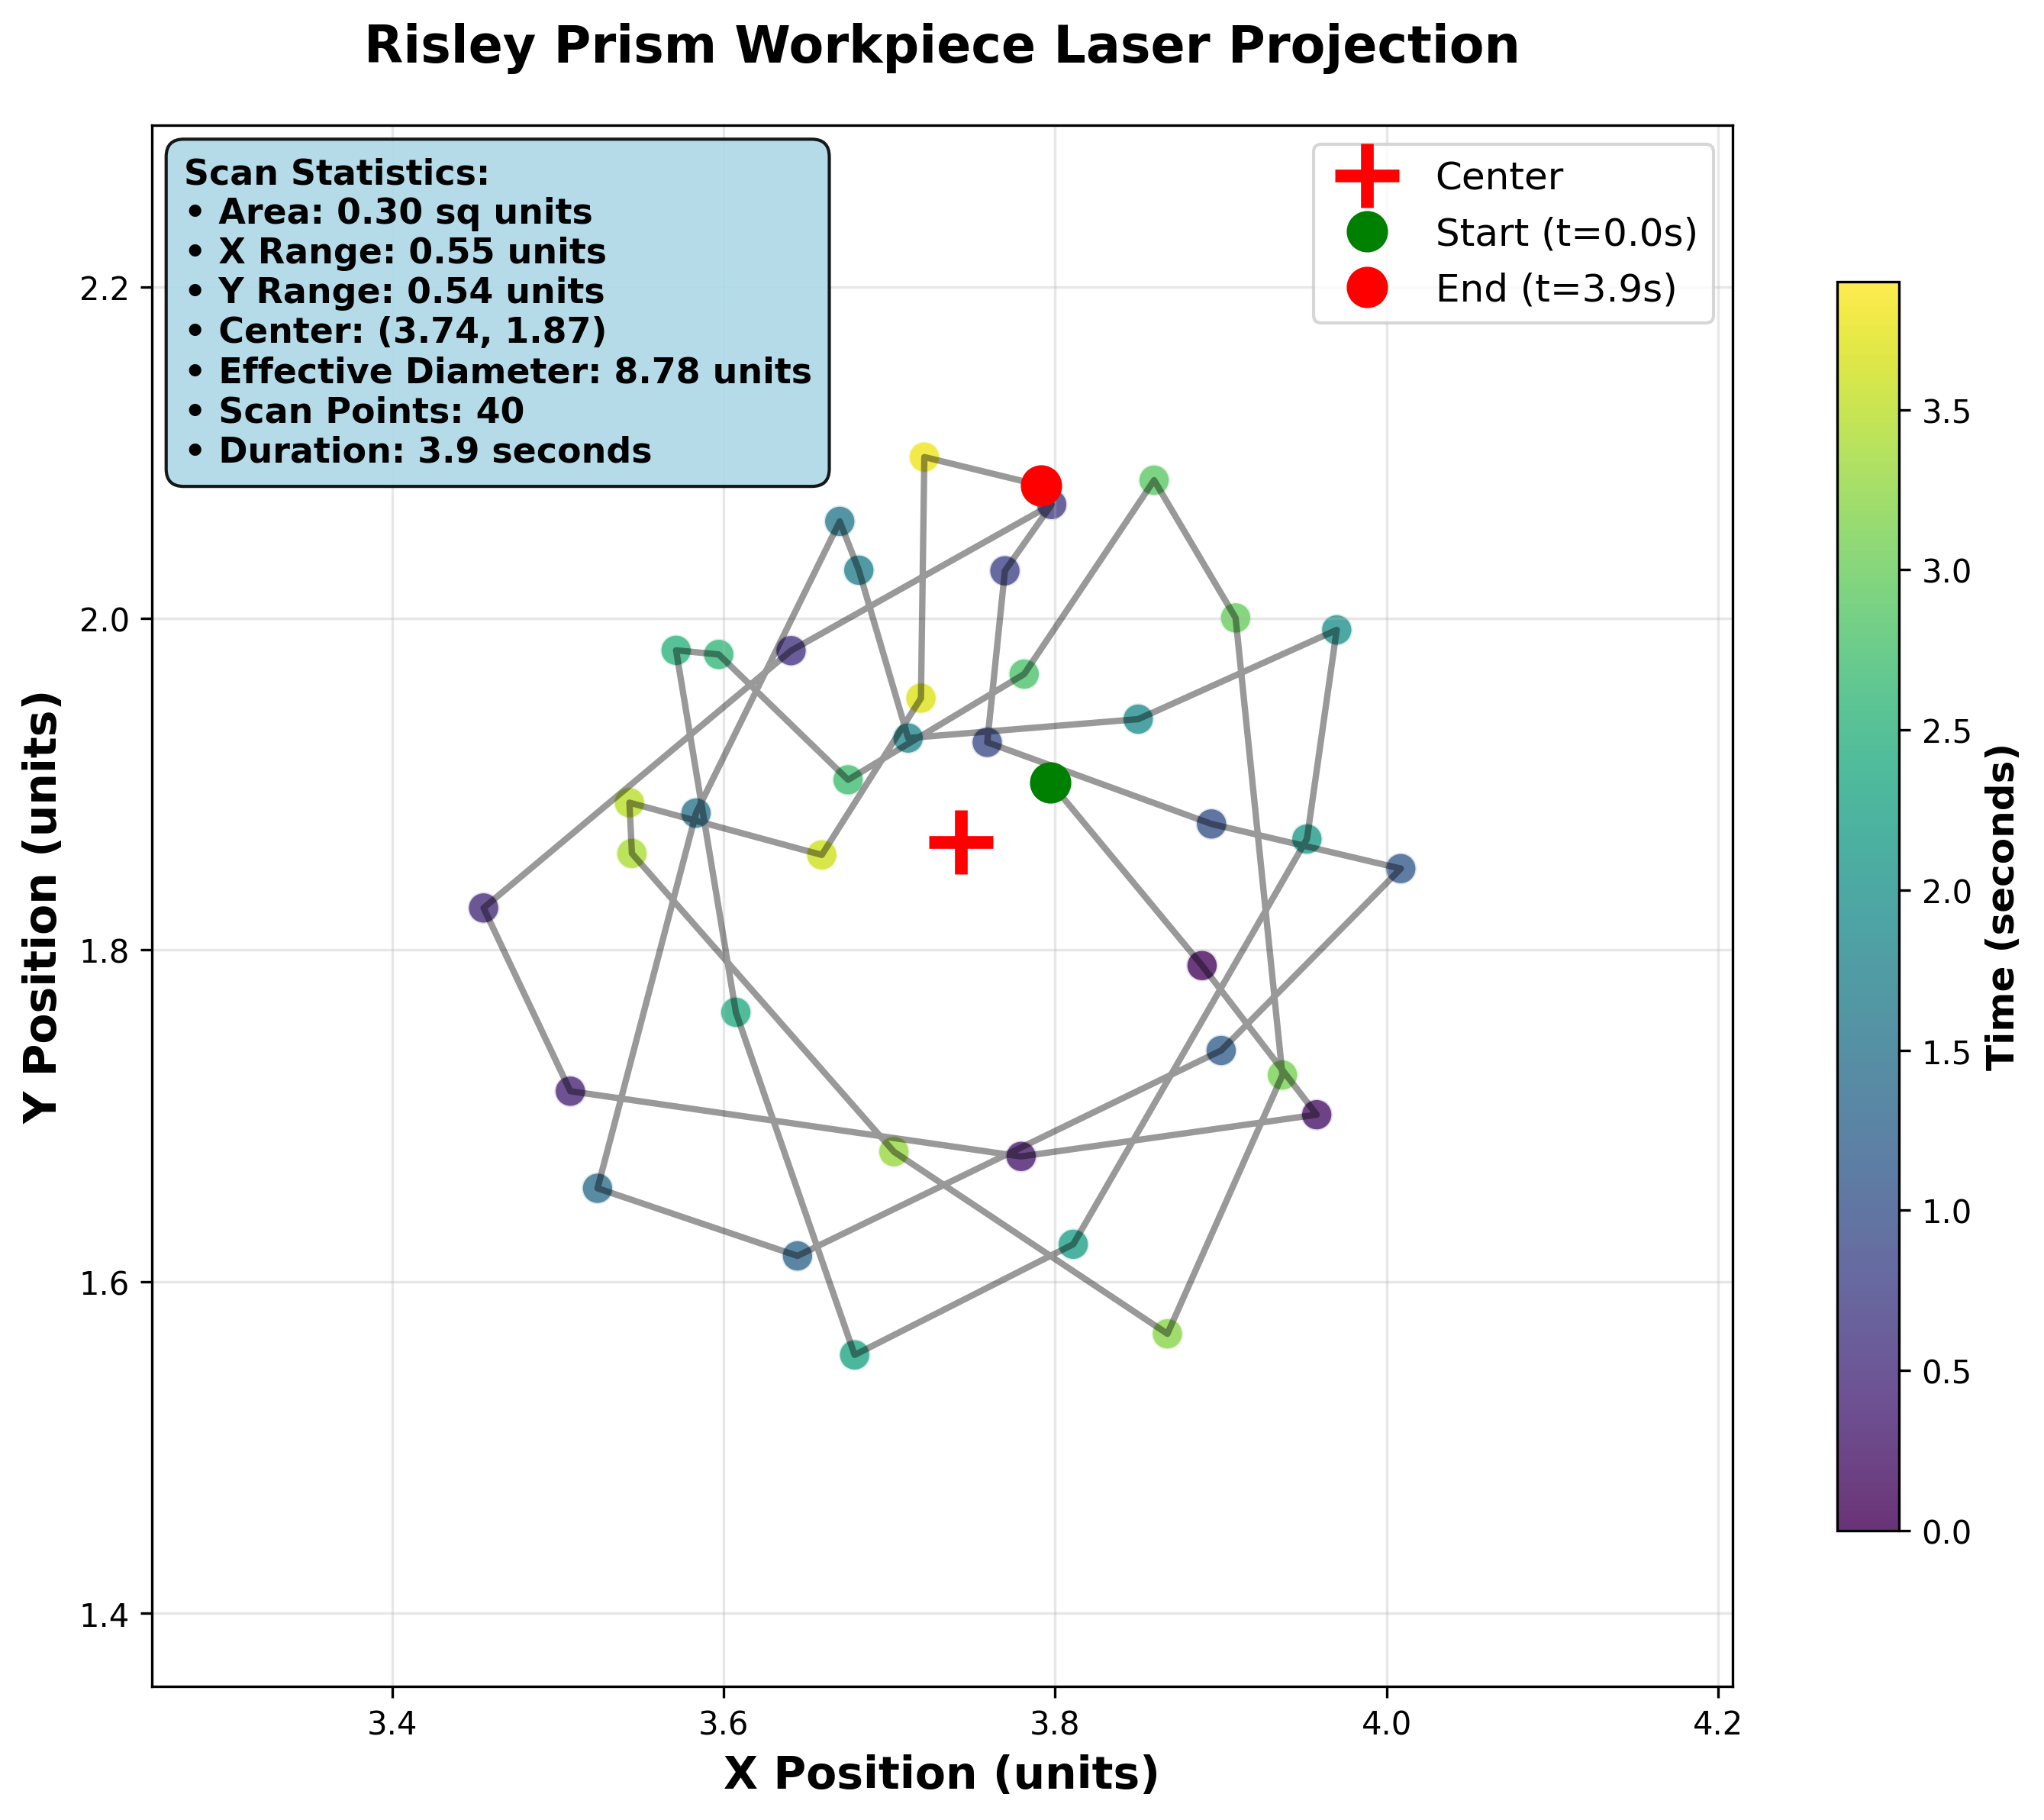 Risley Prism Workpiece Laser Projection
Scan Statistics:
• Area: 0.30 sq units
• X Range: 0.55 units
• Y Range: 0.54 units
• Center: (3.74, 1.87)
• Effective Diameter: 8.78 units
• Scan Points: 40
• Duration: 3.9 seconds
Center
Start (t=0.0s)
End (t=3.9s)
Y Position (units)
2.2
2.0
1.8
1.6
1.4
3.4
3.6
3.8
4.0
4.2
X Position (units)
3.5
3.0
2.5
2.0
1.5
1.0
0.5
0.0
Time (seconds)